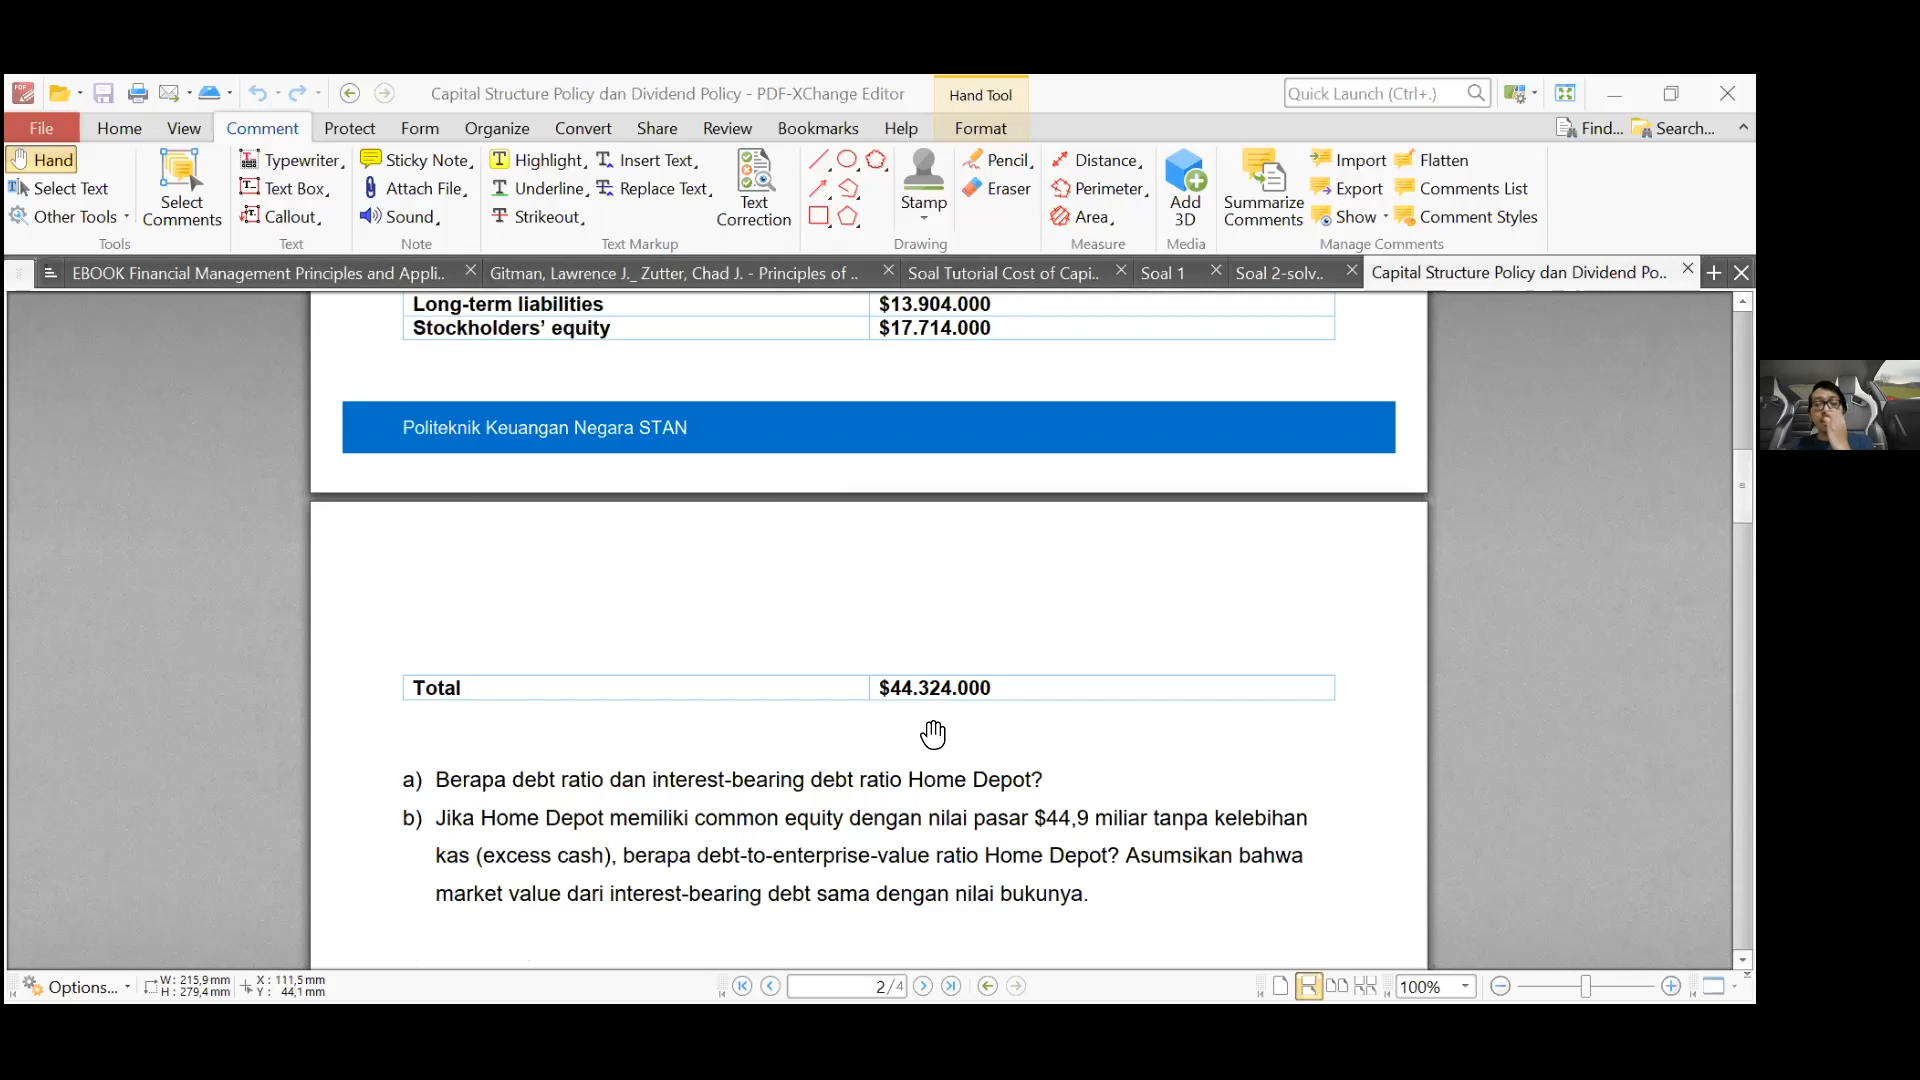 Capital Structure Policy dan Dividend Policy - PDF-XChange Editor
Hand Tool
Quick Launch (Ctrl+.)
File Home View Comment Protect Form Organize Convert Share Review Bookmarks Help Format
Find... Search...
Hand
Select Text
Other Tools
Tools
Select Comments
Typewriter
Text Box
Callout
Text
Sticky Note
Attach File
Sound
Note
Highlight
Underline
Strikeout
Insert Text
Replace Text
Text Correction
Text Markup
Stamp
Pencil
Eraser
Drawing
Distance
Perimeter
Area
Measure
Add 3D
Media
Summarize Comments
Import
Export
Show
Flatten
Comments List
Comment Styles
Manage Comments
EBOOK Financial Management Principles and Appli..
Gitman, Lawrence J._ Zutter, Chad J. - Principles of ..
Soal Tutorial Cost of Capi..
Soal 1
Soal 2-solv..
Capital Structure Policy dan Dividend Po..
Long-term liabilities $13.904.000
Stockholders’ equity $17.714.000
Politeknik Keuangan Negara STAN
Total $44.324.000
a) Berapa debt ratio dan interest-bearing debt ratio Home Depot?
b) Jika Home Depot memiliki common equity dengan nilai pasar $44,9 miliar tanpa kelebihan
kas (excess cash), berapa debt-to-enterprise-value ratio Home Depot? Asumsikan bahwa
market value dari interest-bearing debt sama dengan nilai bukunya.
Options...
W: 215,9 mm
H: 279,4 mm
X: 111,5 mm
Y: 44,1 mm
2/4
100%